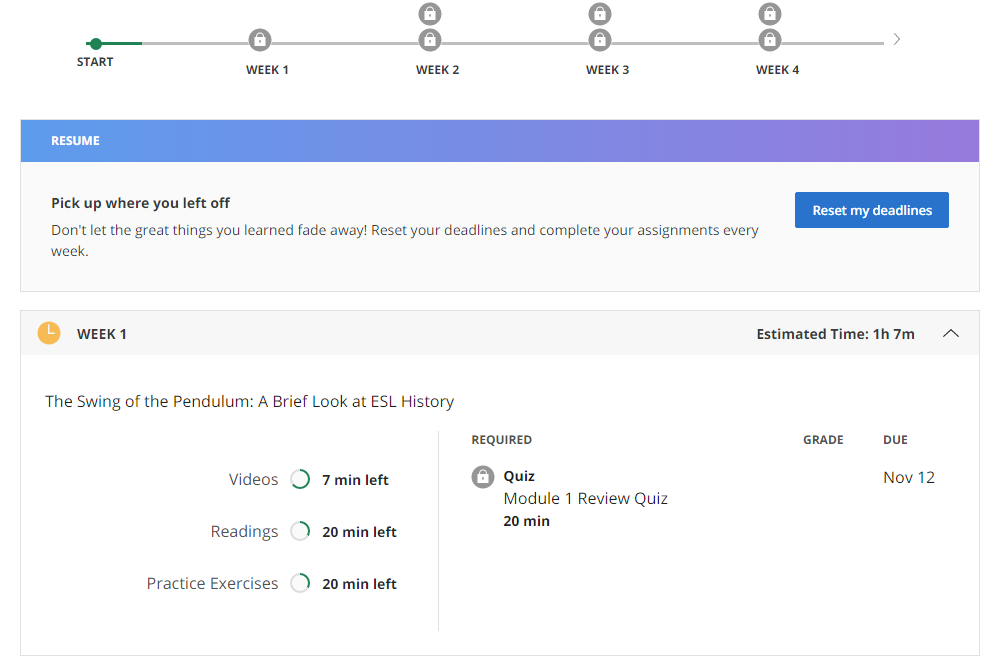 START
WEEK 1
WEEK 2
WEEK 3
WEEK 4
RESUME
Pick up where you left off
Don't let the great things you learned fade away! Reset your deadlines and complete your assignments every
week.
Reset my deadlines
WEEK 1
Estimated Time: 1h 7m
The Swing of the Pendulum: A Brief Look at ESL History
Videos 7 min left
Readings 20 min left
Practice Exercises 20 min left
REQUIRED GRADE DUE
Quiz Nov 12
Module 1 Review Quiz
20 min